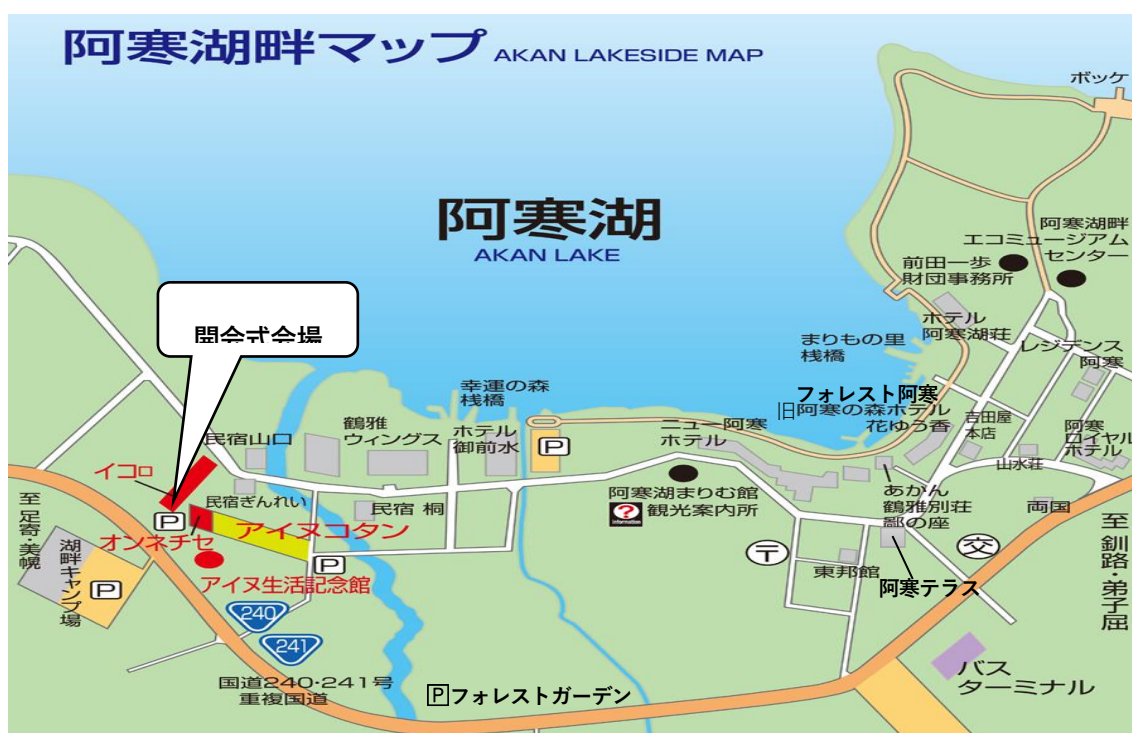 阿寒湖畔マップ AKAN LAKESIDE MAP
ボッケ
阿寒湖
AKAN LAKE
阿寒湖畔
エコミュージアム
センター
前田一歩
財団事務所
ホテル
阿寒湖荘
レジデンス
阿寒
まりもの里
桟橋
開会式会場
フォレスト阿寒
旧阿寒の森ホテル
花ゆう香
幸運の森
桟橋
鶴雅
ウィングス
ホテル
御前水
P
ニュー阿寒
ホテル
吉田屋
本店
阿寒
ロイヤル
ホテル
山水荘
民宿山口
イコロ
民宿ぎんれい
民宿 桐
阿寒湖まりむ館
観光案内所
?
Information
あかん
鶴雅別荘
鄙の座
両国
至 足寄・美幌
P
オンネチセ
アイヌコタン
P
アイヌ生活記念館
湖畔キャンプ場
P
〒
東邦館
交
阿寒テラス
至 釧路・弟子屈
240
241
国道240・241号
重複国道
Pフォレストガーデン
バス
ターミナル